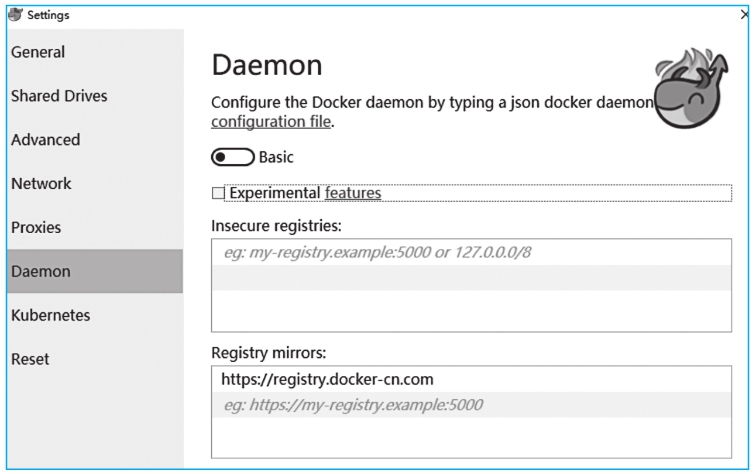 Settings
General
Shared Drives
Advanced
Network
Proxies
Daemon
Kubernetes
Reset
Daemon
Configure the Docker daemon by typing a json docker daemon
configuration file.
Basic
Experimental features
Insecure registries:
eg: my-registry.example:5000 or 127.0.0.0/8
Registry mirrors:
https://registry.docker-cn.com
eg: https://my-registry.example:5000